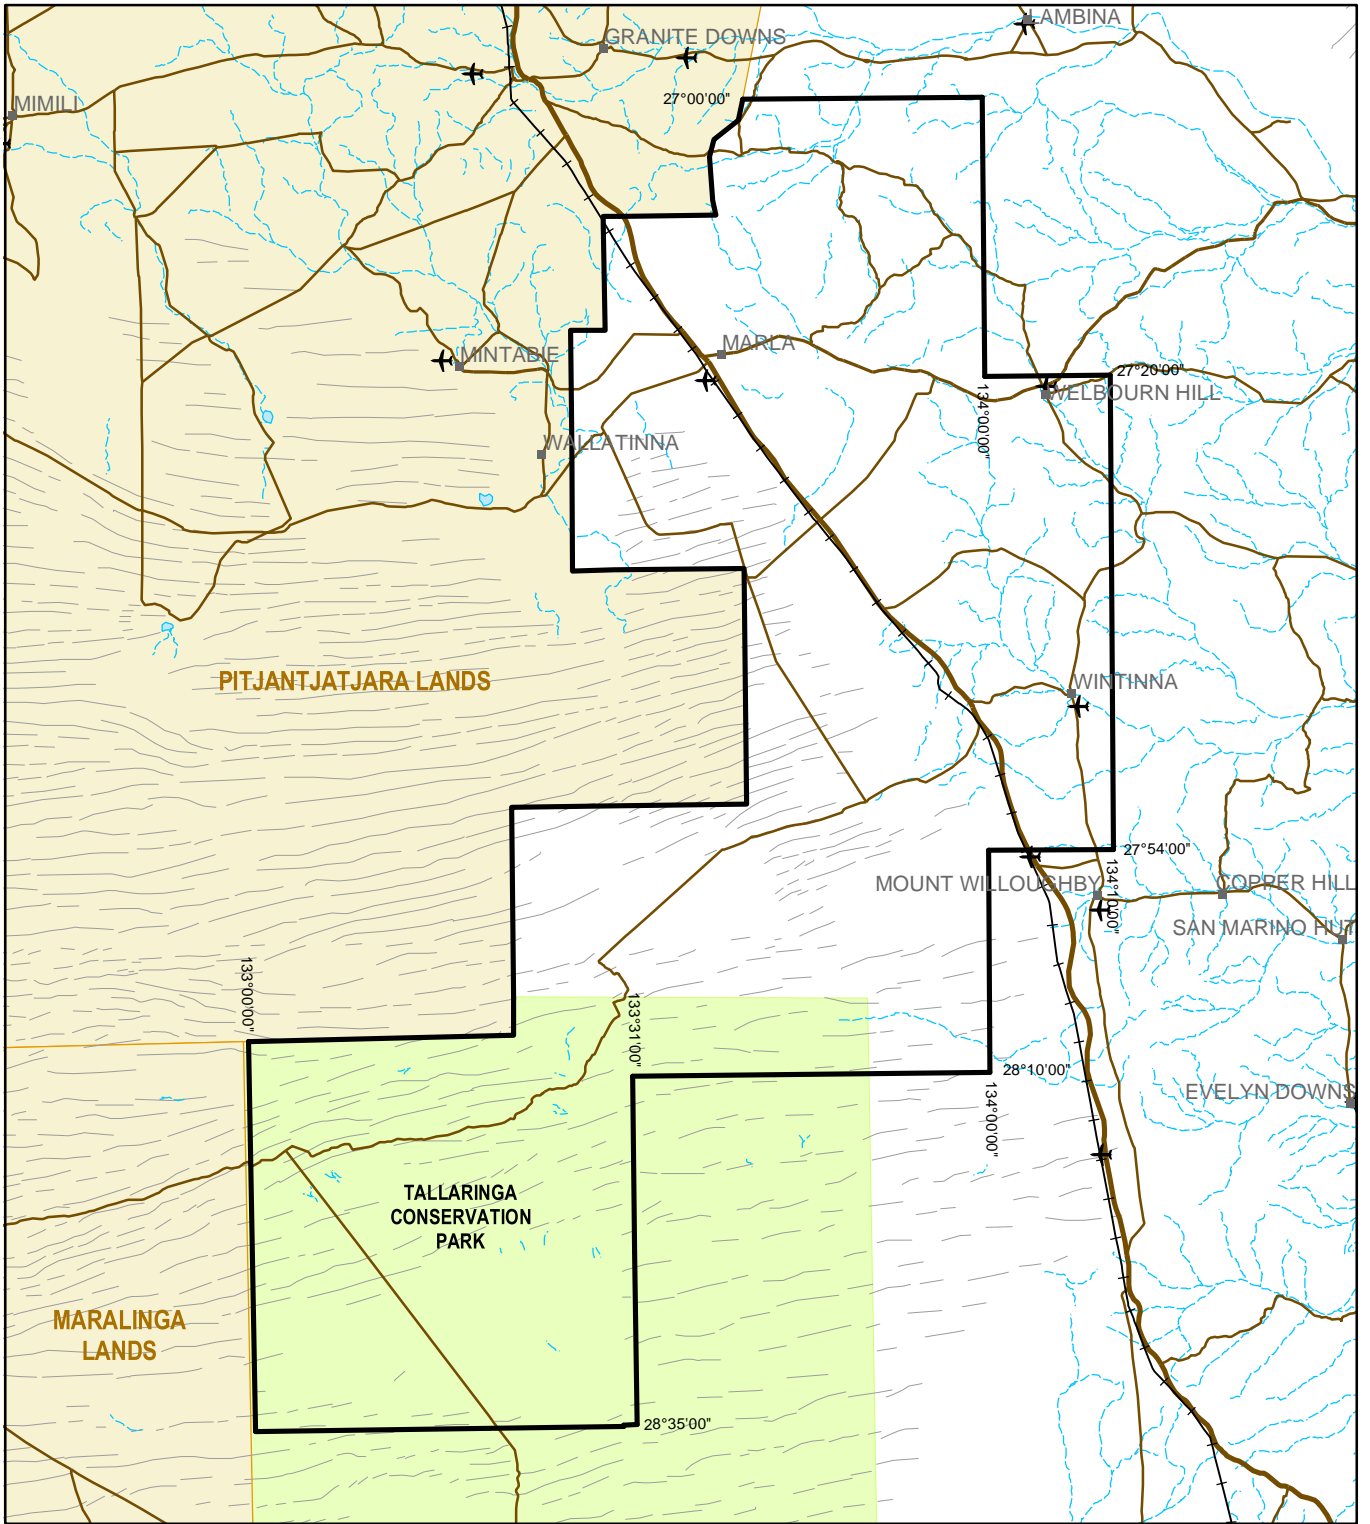 LAMBINA
GRANITE DOWNS
27°00'00"
MIMILI
MARLA
MINTABIE
27°20'00"
WELBOURN HILL
134°00'00"
WALLATINNA
PITJANTJATJARA LANDS
WINTINNA
27°54'00"
134°10'00"
MOUNT WILLOUGHBY
COPPER HILL
SAN MARINO HUT
133°00'00"
133°31'00"
28°10'00"
134°00'00"
EVELYN DOWNS
TALLARINGA
CONSERVATION
PARK
MARALINGA
LANDS
28°35'00"